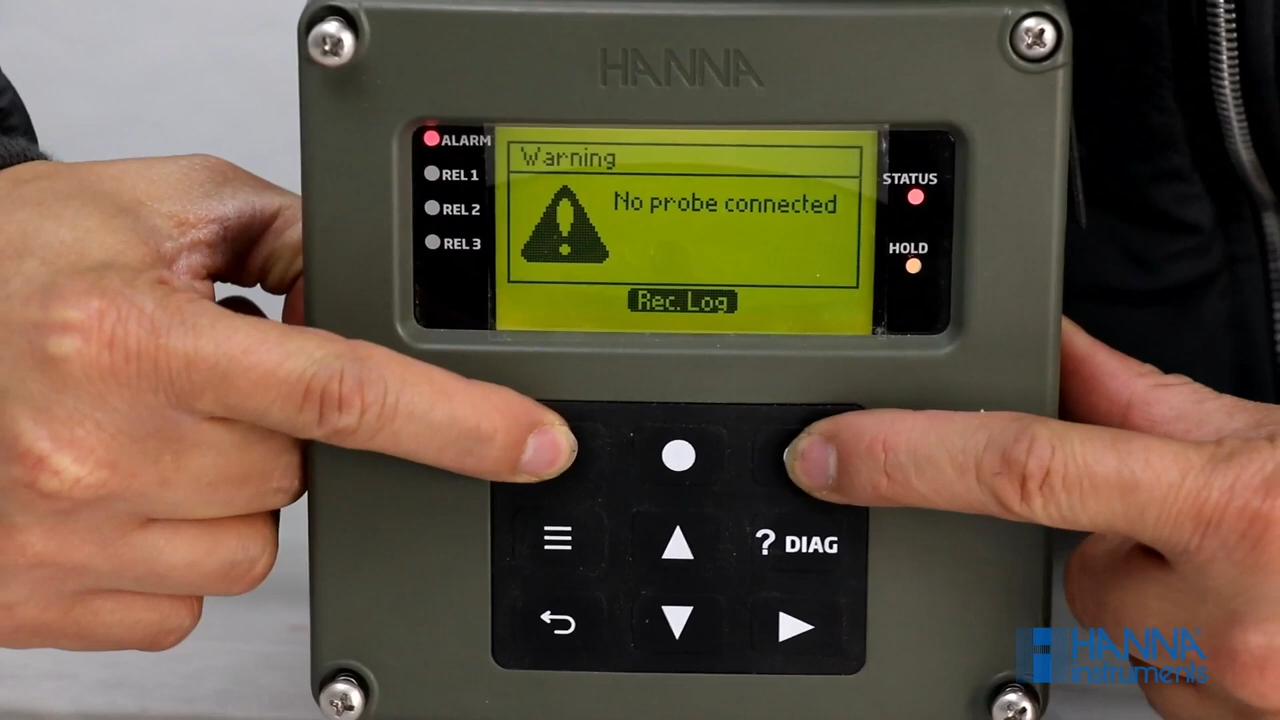 HANNA
ALARM
REL 1
REL 2
REL 3
Warning
No probe connected
Rec. Log
STATUS
HOLD
? DIAG
HANNA
instruments